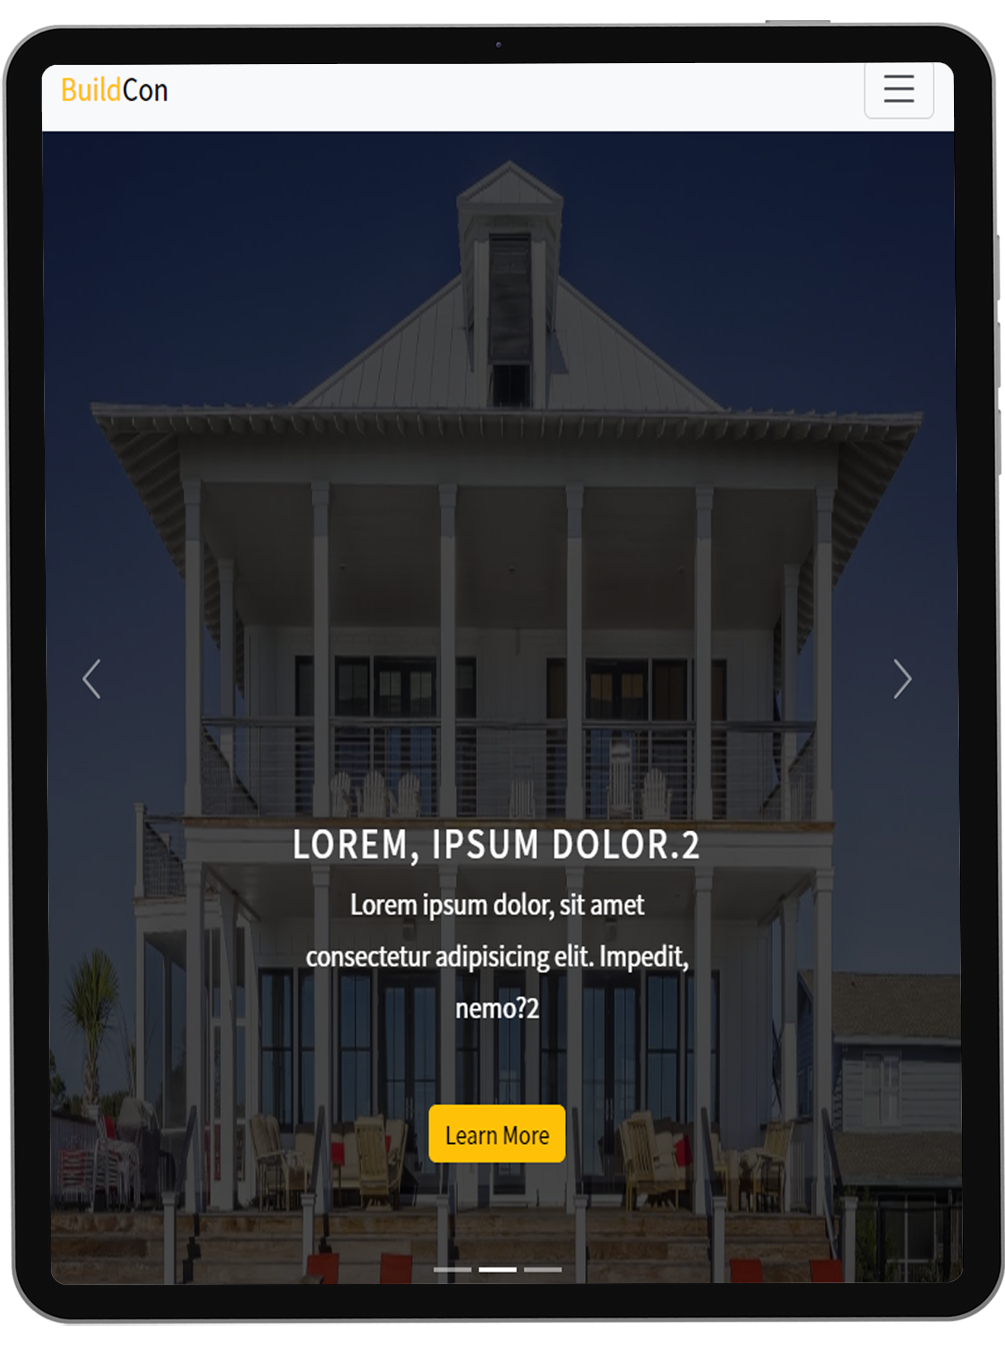 BuildCon
LOREM, IPSUM DOLOR.2
Lorem ipsum dolor, sit amet
consectetur adipisicing elit. Impedit,
nemo?2
Learn More